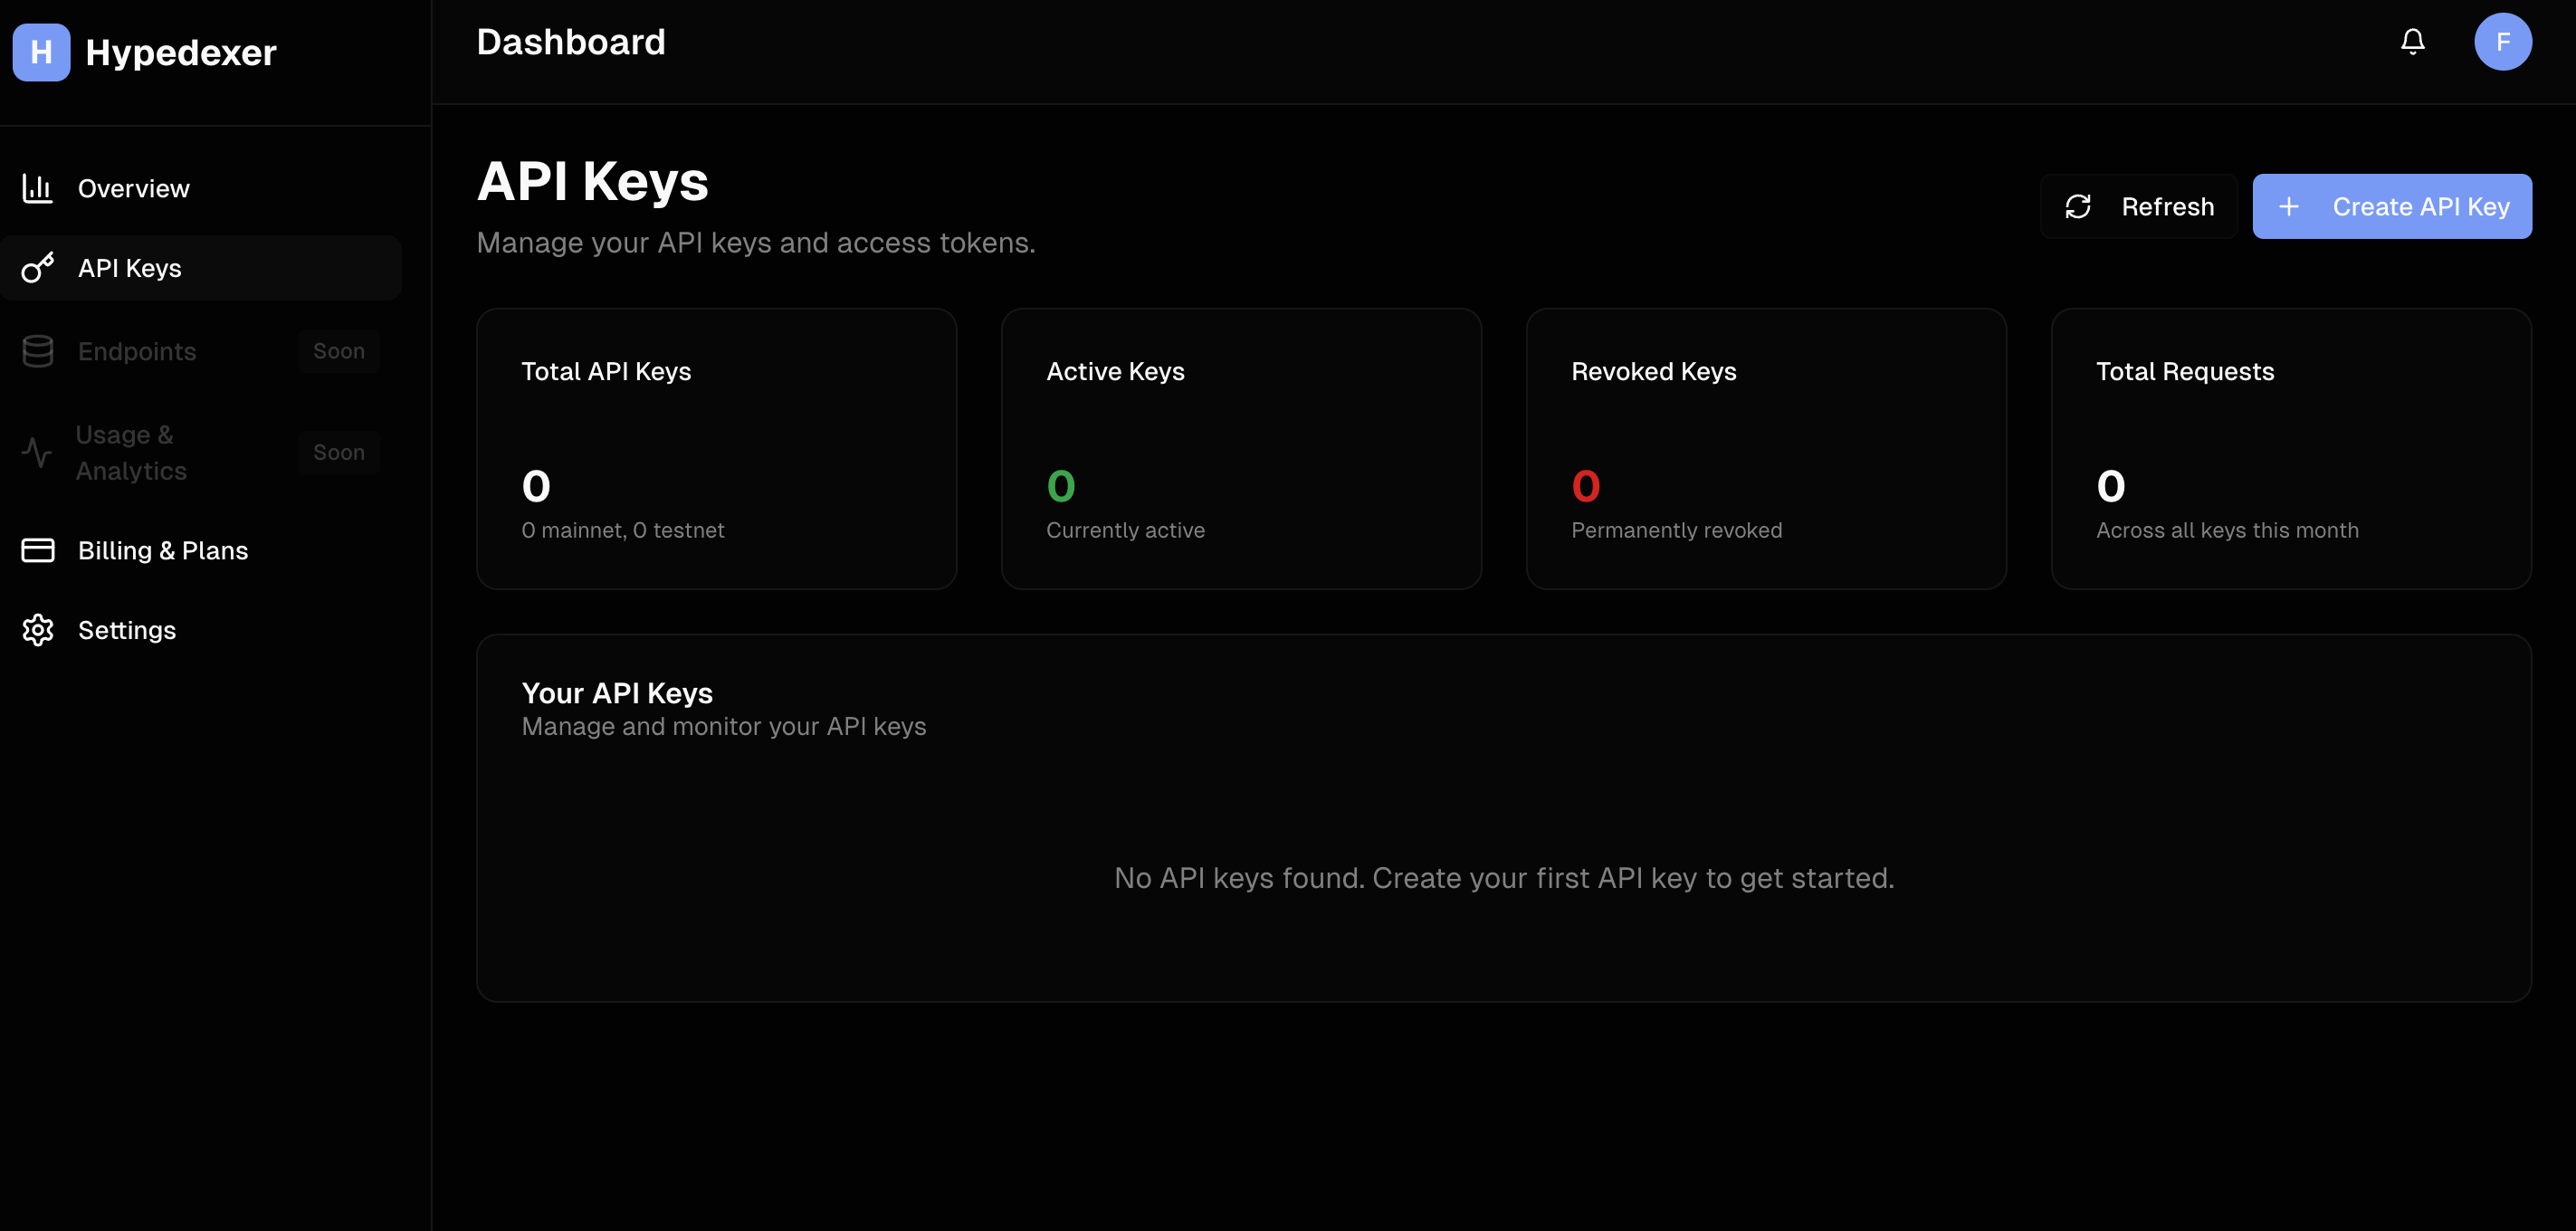 H Hypedexer
Overview
API Keys
Endpoints Soon
Usage &
Analytics
Soon
Billing & Plans
Settings
Dashboard
F
API Keys
Manage your API keys and access tokens.
Refresh
Create API Key
Total API Keys
0
0 mainnet, 0 testnet
Active Keys
0
Currently active
Revoked Keys
0
Permanently revoked
Total Requests
0
Across all keys this month
Your API Keys
Manage and monitor your API keys
No API keys found. Create your first API key to get started.